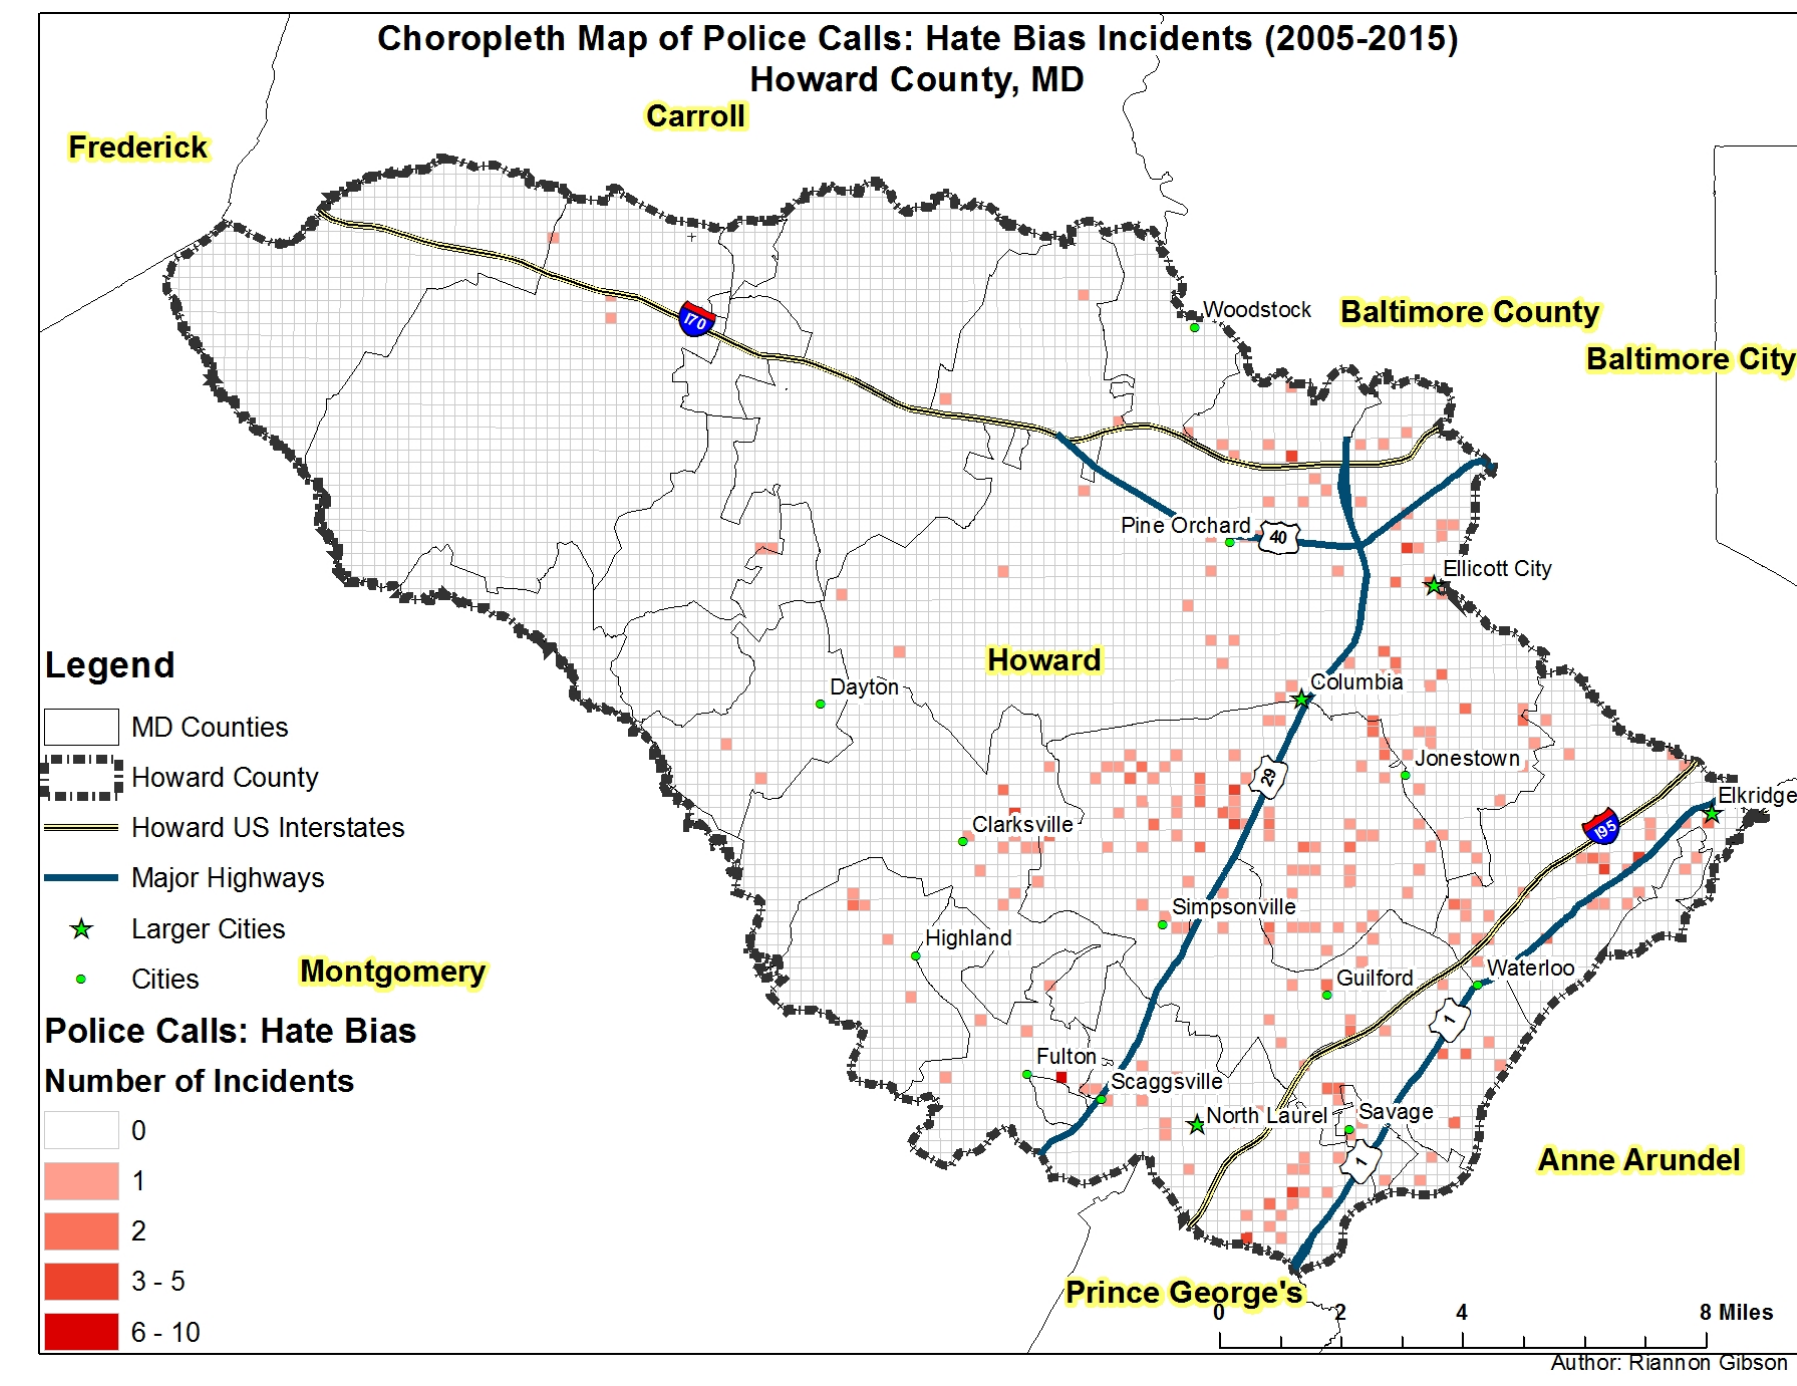 Choropleth Map of Police Calls: Hate Bias Incidents (2005-2015)
Howard County, MD
Carroll
Frederick
Woodstock
Baltimore County
I70
Baltimore City
Pine Orchard
40
Ellicott City
Howard
Columbia
Dayton
Jonestown
29
Elkridge
Clarksville
I95
Simpsonville
Highland
Waterloo
Guilford
1
Fulton
Scaggsville
North Laurel
Savage
1
Montgomery
Anne Arundel
Prince George's
Legend
MD Counties
Howard County
Howard US Interstates
Major Highways
Larger Cities
Cities
Police Calls: Hate Bias
Number of Incidents
0
1
2
3 - 5
6 - 10
0 2 4 8 Miles
Author: Riannon Gibson